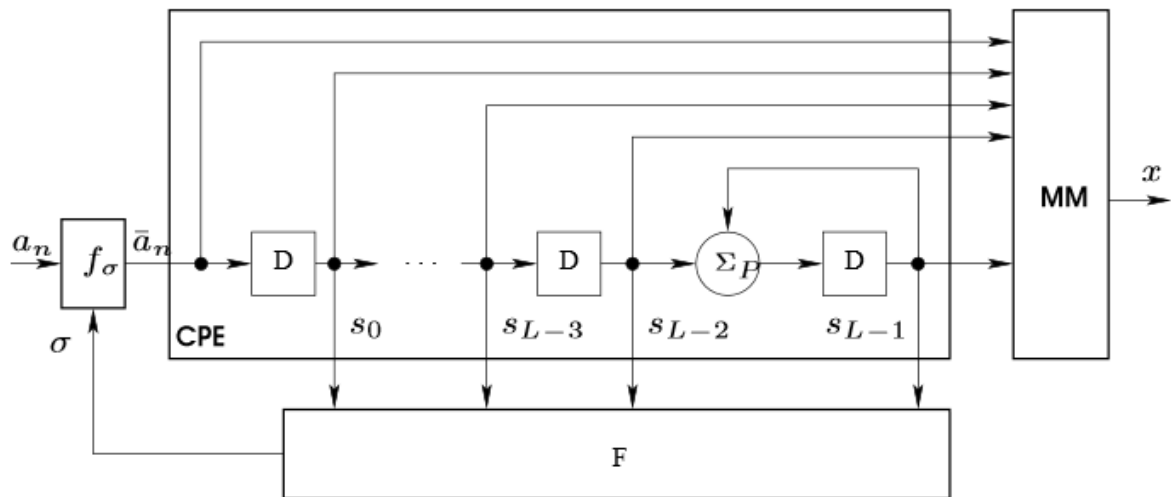 x
MM
a_n
f_σ
ā_n
D
· · ·
D
Σ_P
D
σ
CPE
s_0
s_{L-3}
s_{L-2}
s_{L-1}
F